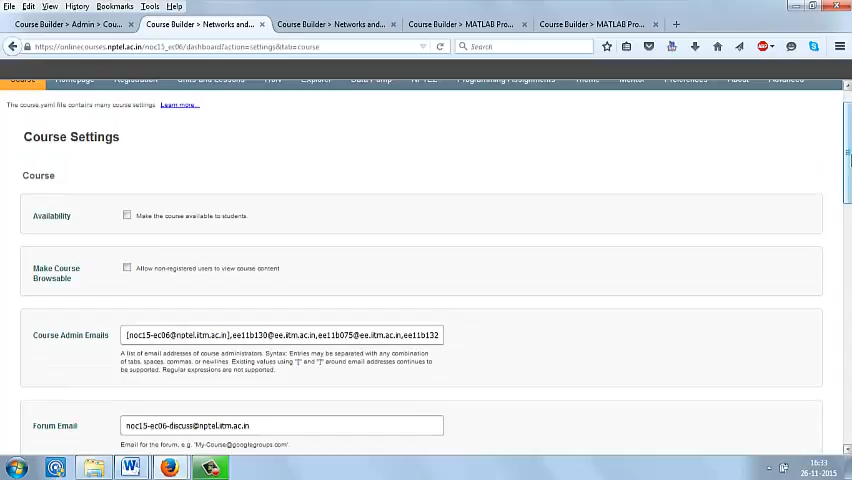 File Edit View History Bookmarks Tools Help
Course Builder > Admin > Cou... × Course Builder > Networks and... × Course Builder > Networks and... × Course Builder > MATLAB Pro... × Course Builder > MATLAB Pro... × +
https://onlinecourses.nptel.ac.in/noc15_ec06/dashboard?action=settings&tab=course Search ABP
Course Homepage Registration Units and Lessons Explorer Data Pump NPTEL Programming Assignments Theme Mentor Preferences About Advanced
The course.yaml file contains many course settings. Learn more...
Course Settings
Course
Availability Make the course available to students.
Make Course Allow non-registered users to view course content
Browsable
Course Admin Emails [noc15-ec06@nptel.iitm.ac.in],ee11b130@ee.iitm.ac.in,ee11b075@ee.iitm.ac.in,ee11b132
A list of email addresses of course administrators. Syntax: Entries may be separated with any combination
of tabs, spaces, commas, or newlines. Existing values using "[" and "]" around email addresses continues to
be supported. Regular expressions are not supported.
Forum Email noc15-ec06-discuss@nptel.iitm.ac.in
Email for the forum, e.g. 'My-Course@googlegroups.com'.
16:33
26-11-2015